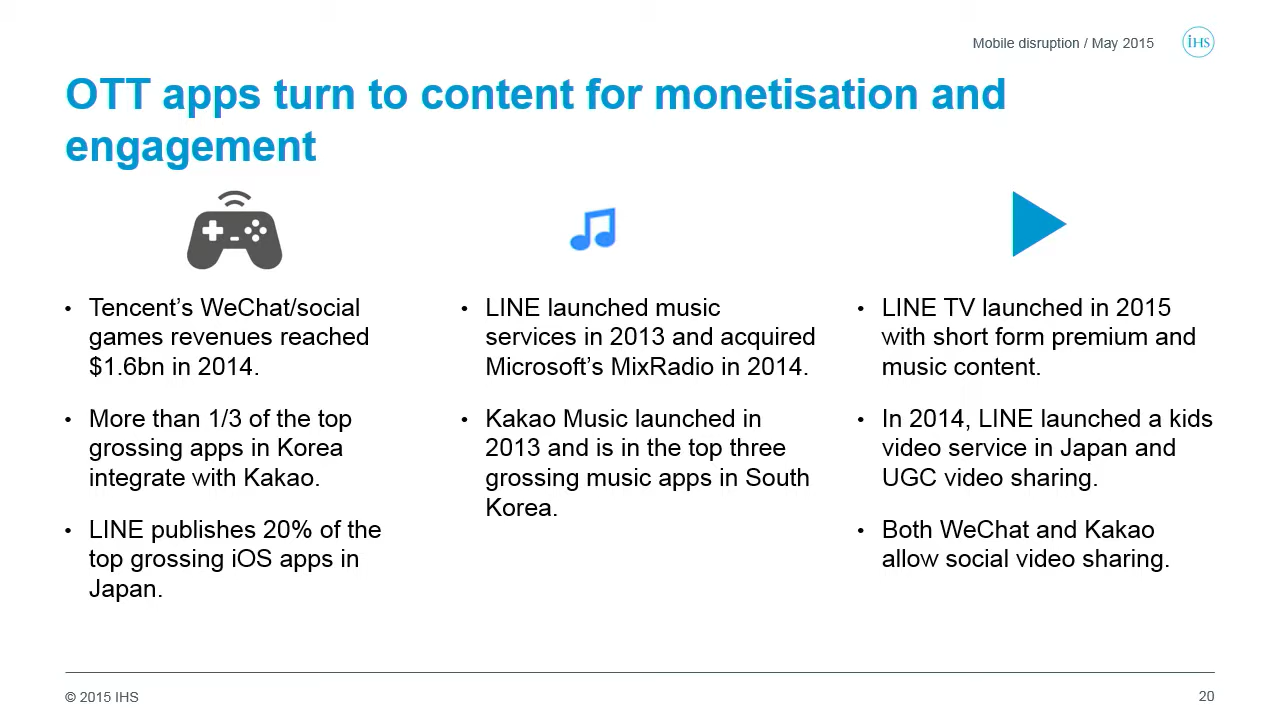 Mobile disruption / May 2015
iHS
OTT apps turn to content for monetisation and
engagement
• Tencent’s WeChat/social
games revenues reached
$1.6bn in 2014.
• More than 1/3 of the top
grossing apps in Korea
integrate with Kakao.
• LINE publishes 20% of the
top grossing iOS apps in
Japan.
• LINE launched music
services in 2013 and acquired
Microsoft’s MixRadio in 2014.
• Kakao Music launched in
2013 and is in the top three
grossing music apps in South
Korea.
• LINE TV launched in 2015
with short form premium and
music content.
• In 2014, LINE launched a kids
video service in Japan and
UGC video sharing.
• Both WeChat and Kakao
allow social video sharing.
© 2015 IHS
20